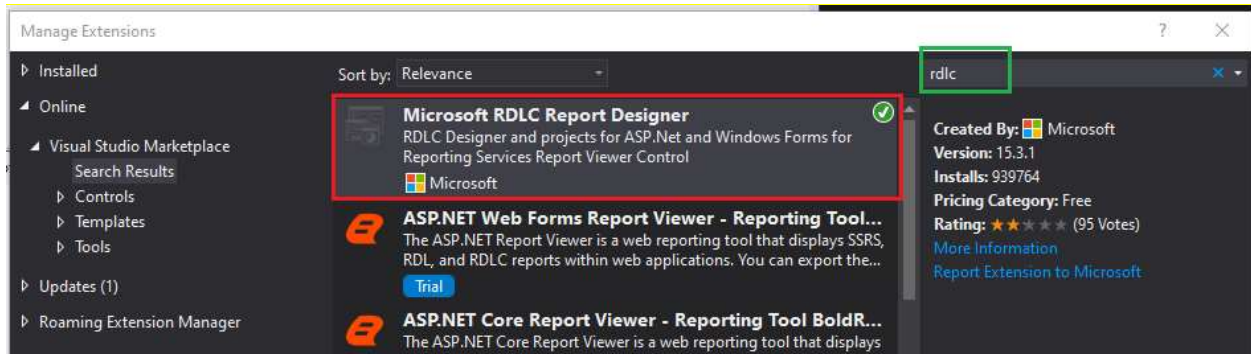 Manage Extensions
Installed
Online
Visual Studio Marketplace
Search Results
Controls
Templates
Tools
Updates (1)
Roaming Extension Manager
Sort by: Relevance
Microsoft RDLC Report Designer
RDLC Designer and projects for ASP.Net and Windows Forms for
Reporting Services Report Viewer Control
Microsoft
ASP.NET Web Forms Report Viewer - Reporting Tool...
The ASP.NET Report Viewer is a web reporting tool that displays SSRS,
RDL, and RDLC reports within web applications. You can export the...
Trial
ASP.NET Core Report Viewer - Reporting Tool BoldR...
The ASP.NET Core Report Viewer is a web reporting tool that displays
rdlc
Created By: Microsoft
Version: 15.3.1
Installs: 939764
Pricing Category: Free
Rating: (95 Votes)
More Information
Report Extension to Microsoft